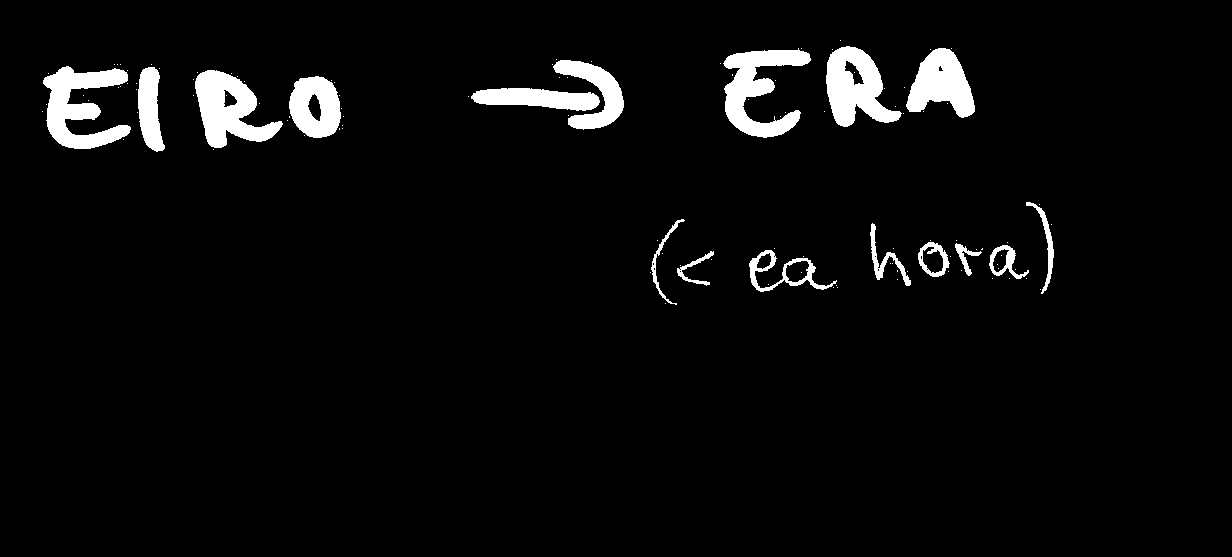 EIRO → ERA
(< ea hora)